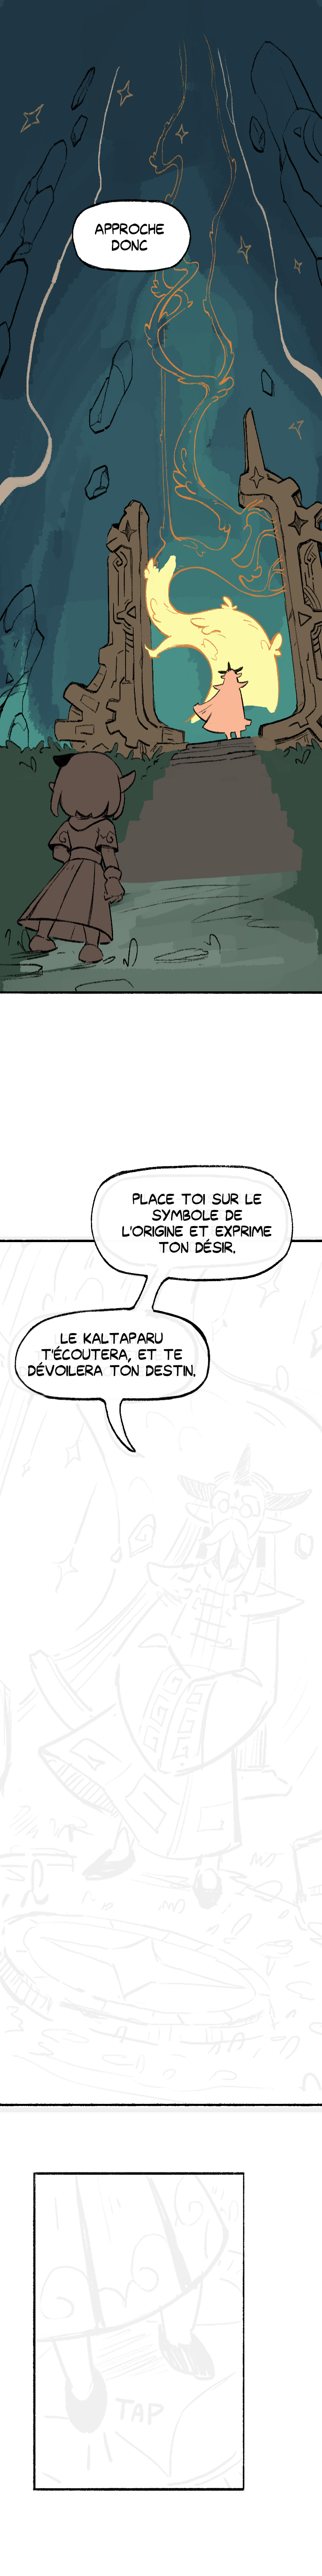 APPROCHE
DONC
PLACE TOI SUR LE
SYMBOLE DE
L'ORIGINE ET EXPRIME
TON DÉSIR.
LE KALTAPARU
T'ÉCOUTERA, ET TE
DÉVOILERA TON DESTIN.
TAP